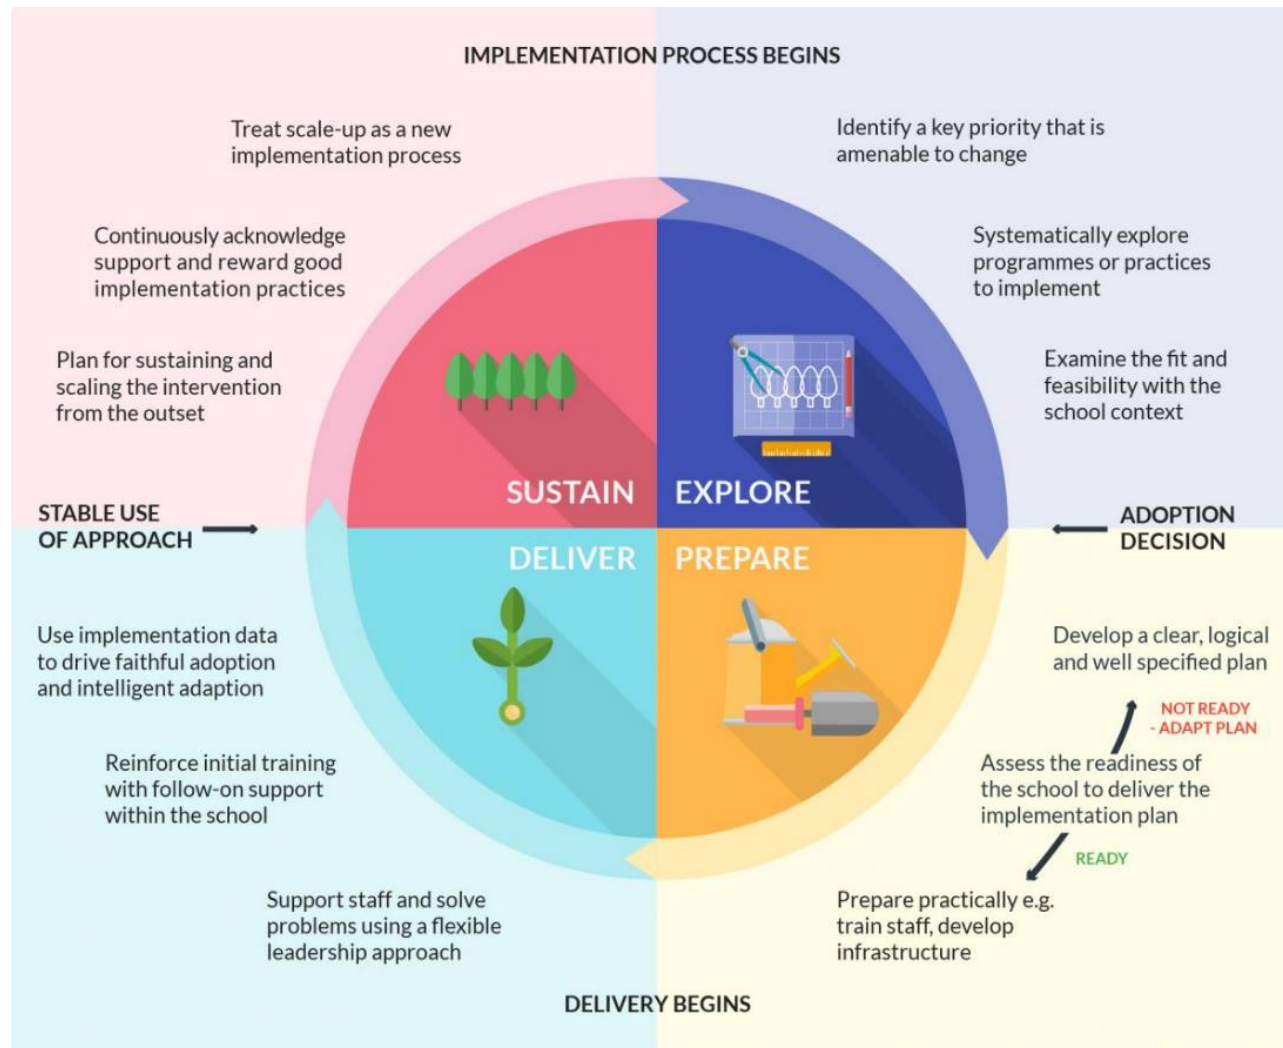 IMPLEMENTATION PROCESS BEGINS
Identify a key priority that is
amenable to change
Systematically explore
programmes or practices
to implement
Examine the fit and
feasibility with the
school context
EXPLORE
ADOPTION
DECISION
PREPARE
Develop a clear, logical
and well specified plan
NOT READY
- ADAPT PLAN
Assess the readiness of
the school to deliver the
implementation plan
READY
Prepare practically e.g.
train staff, develop
infrastructure
DELIVERY BEGINS
DELIVER
Support staff and solve
problems using a flexible
leadership approach
Reinforce initial training
with follow-on support
within the school
Use implementation data
to drive faithful adoption
and intelligent adaption
STABLE USE
OF APPROACH
SUSTAIN
Plan for sustaining and
scaling the intervention
from the outset
Continuously acknowledge
support and reward good
implementation practices
Treat scale-up as a new
implementation process